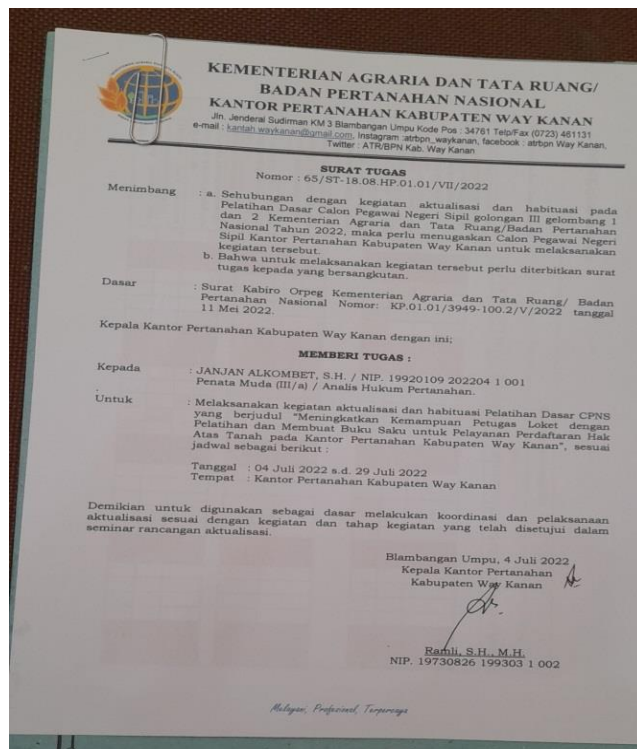 KEMENTERIAN AGRARIA DAN TATA RUANG/
BADAN PERTANAHAN NASIONAL
KANTOR PERTANAHAN KABUPATEN WAY KANAN
Jln. Jenderal Sudirman KM 3 Blambangan Umpu Kode Pos : 34761 Telp/Fax (0723) 461131
e-mail : kantah.waykanan@gmail.com, Instagram :atrbpn_waykanan, facebook : atrbpn Way Kanan,
Twitter : ATR/BPN Kab. Way Kanan
SURAT TUGAS
Nomor : 65/ST-18.08.HP.01.01/VII/2022
Menimbang : a. Sehubungan dengan kegiatan aktualisasi dan habituasi pada
Pelatihan Dasar Calon Pegawai Negeri Sipil golongan III gelombang 1
dan 2 Kementerian Agraria dan Tata Ruang/Badan Pertanahan
Nasional Tahun 2022, maka perlu menugaskan Calon Pegawai Negeri
Sipil Kantor Pertanahan Kabupaten Way Kanan untuk melaksanakan
kegiatan tersebut.
b. Bahwa untuk melaksanakan kegiatan tersebut perlu diterbitkan surat
tugas kepada yang bersangkutan.
Dasar : Surat Kabiro Orpeg Kementerian Agraria dan Tata Ruang/ Badan
Pertanahan Nasional Nomor: KP.01.01/3949-100.2/V/2022 tanggal
11 Mei 2022.
Kepala Kantor Pertanahan Kabupaten Way Kanan dengan ini;
MEMBERI TUGAS :
Kepada : JANJAN ALKOMBET, S.H. / NIP. 19920109 202204 1 001
Penata Muda (III/a) / Analis Hukum Pertanahan.
Untuk : Melaksanakan kegiatan aktualisasi dan habituasi Pelatihan Dasar CPNS
yang berjudul “Meningkatkan Kemampuan Petugas Loket dengan
Pelatihan dan Membuat Buku Saku untuk Pelayanan Perdaftaran Hak
Atas Tanah pada Kantor Pertanahan Kabupaten Way Kanan”, sesuai
jadwal sebagai berikut :
Tanggal : 04 Juli 2022 s.d. 29 Juli 2022
Tempat : Kantor Pertanahan Kabupaten Way Kanan
Demikian untuk digunakan sebagai dasar melakukan koordinasi dan pelaksanaan
aktualisasi sesuai dengan kegiatan dan tahap kegiatan yang telah disetujui dalam
seminar rancangan aktualisasi.
Blambangan Umpu, 4 Juli 2022
Kepala Kantor Pertanahan
Kabupaten Way Kanan
Ramli, S.H., M.H.
NIP. 19730826 199303 1 002
Melayani, Profesional, Terpercaya